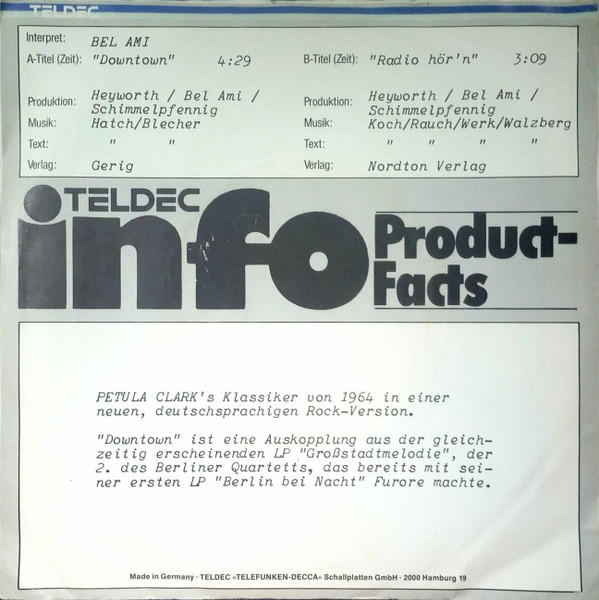 TELDEC
Interpret: BEL AMI
A-Titel (Zeit): "Downtown" 4:29 B-Titel (Zeit): "Radio hör'n" 3:09
Produktion: Heyworth / Bel Ami / Schimmelpfennig Produktion: Heyworth / Bel Ami / Schimmelpfennig
Musik: Hatch/Blecher Musik: Koch/Rauch/Werk/Walzberg
Text: " " Text: " " " "
Verlag: Gerig Verlag: Nordton Verlag
TELDEC
info
Product-
Facts
PETULA CLARK's Klassiker von 1964 in einer
neuen, deutschsprachigen Rock-Version.
"Downtown" ist eine Auskopplung aus der gleich-
zeitig erscheinenden LP "Großstadtmelodie", der
2. des Berliner Quartetts, das bereits mit sei-
ner ersten LP "Berlin bei Nacht" Furore machte.
Made in Germany · TELDEC »TELEFUNKEN-DECCA« Schallplatten GmbH · 2000 Hamburg 19